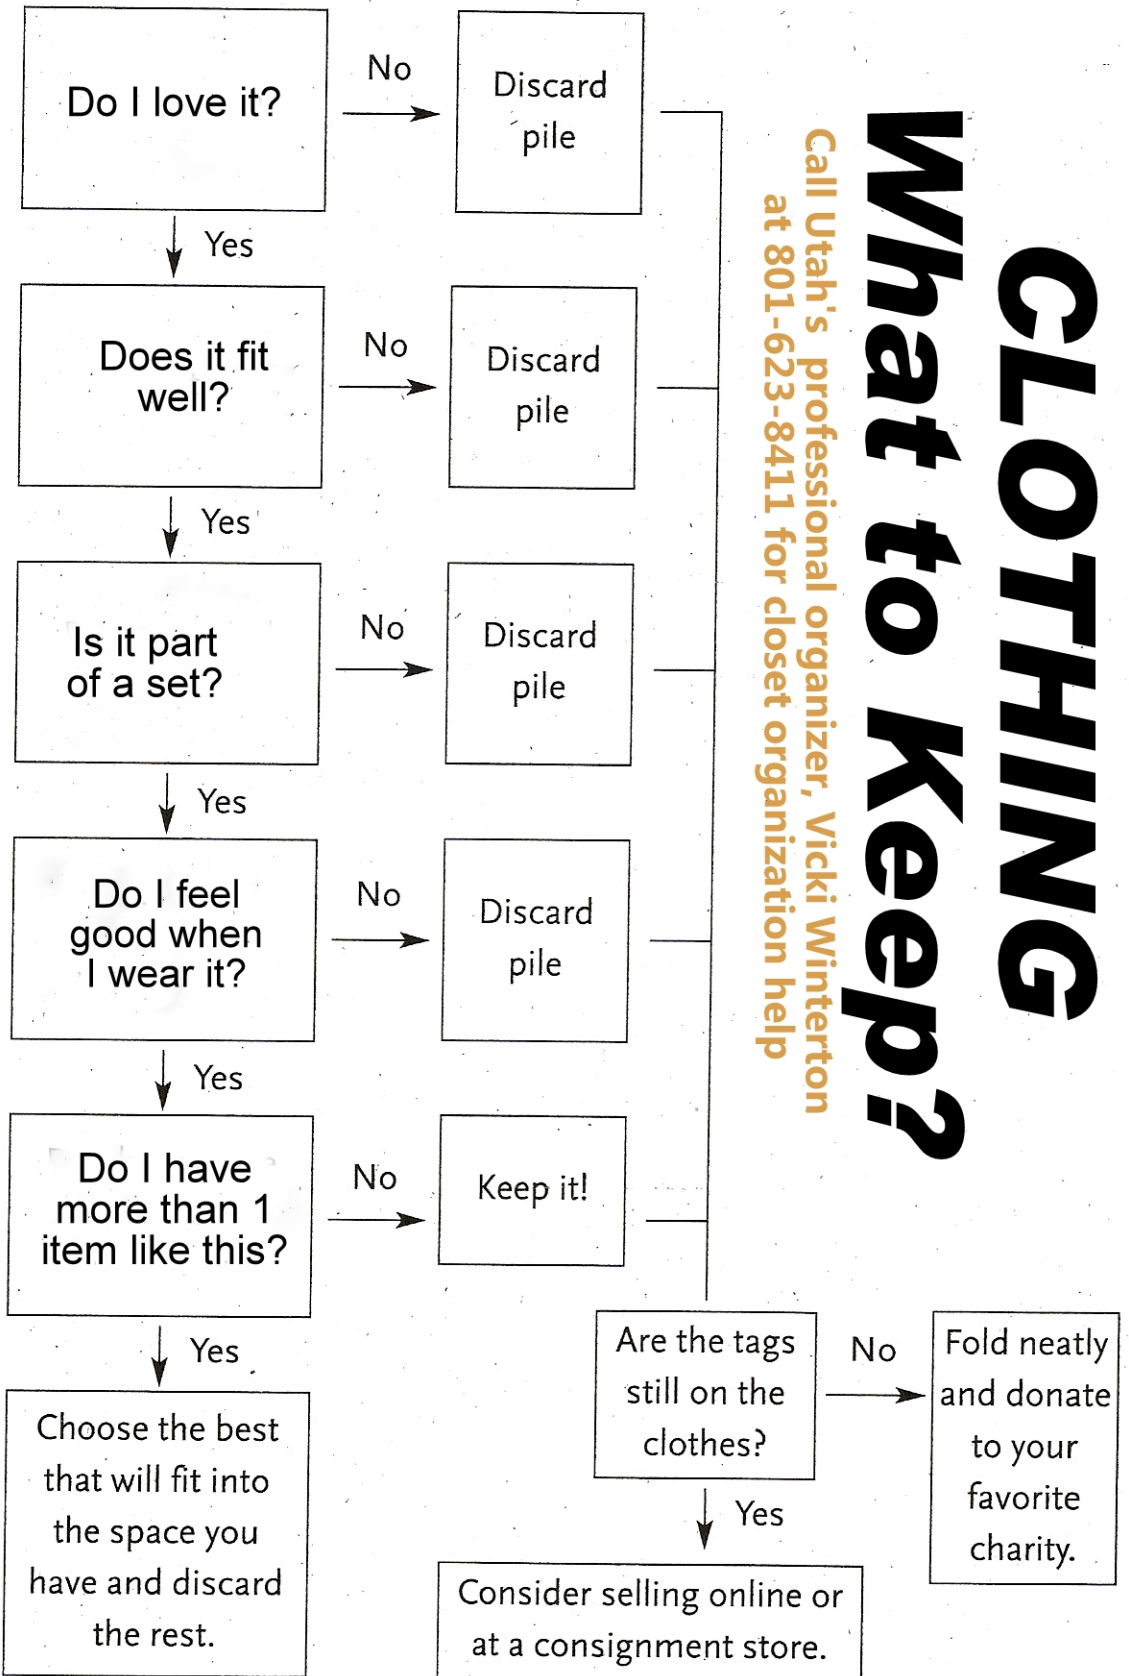 CLOTHING
What to Keep?
Call Utah's professional organizer, Vicki Winterton
at 801-623-8411 for closet organization help
Do I love it?
No
Discard
pile
Yes
Does it fit
well?
No
Discard
pile
Yes
Is it part
of a set?
No
Discard
pile
Yes
Do I feel
good when
I wear it?
No
Discard
pile
Yes
Do I have
more than 1
item like this?
No
Keep it!
Yes
Choose the best
that will fit into
the space you
have and discard
the rest.
Are the tags
still on the
clothes?
No
Fold neatly
and donate
to your
favorite
charity.
Yes
Consider selling online or
at a consignment store.